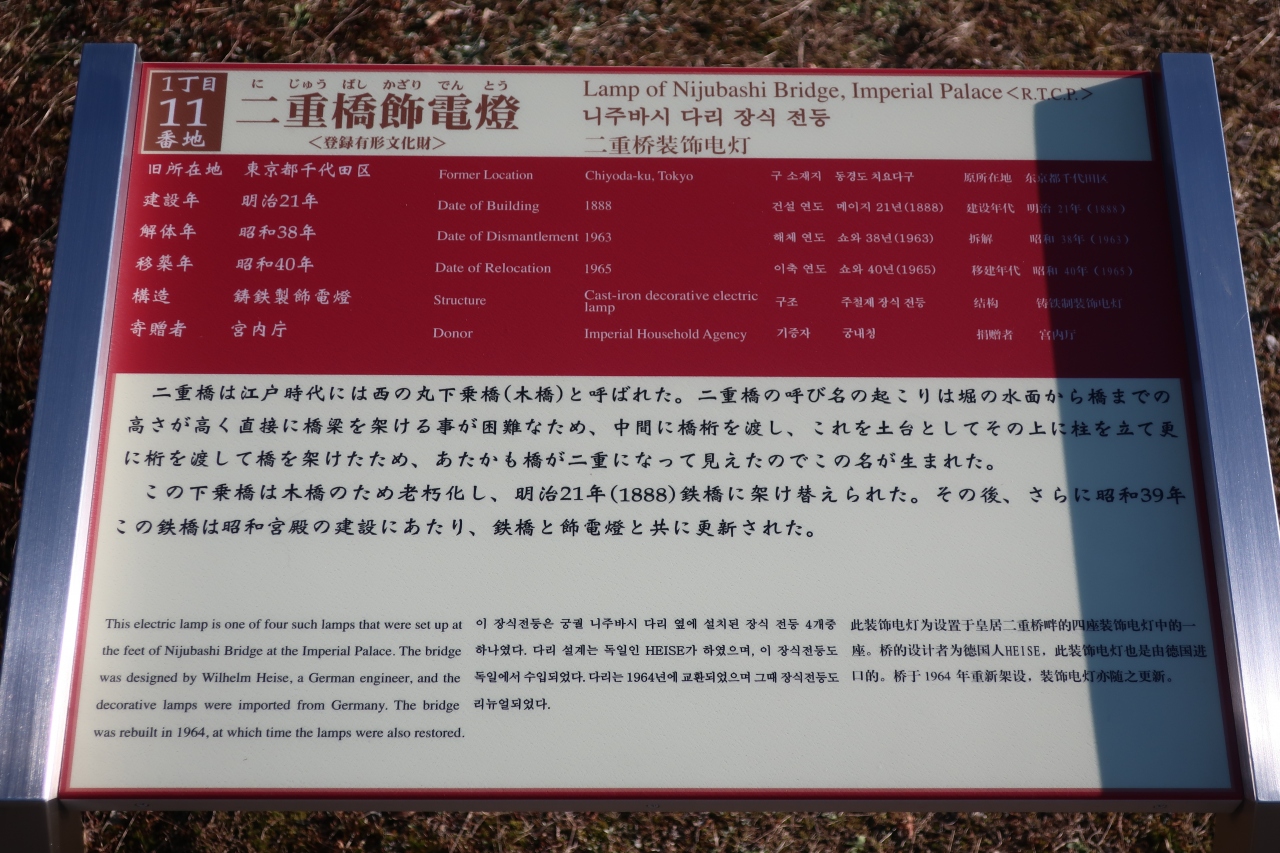 1丁目
11
番地
に じゅう ばし かざり でん とう
二重橋飾電燈
<登録有形文化財>
Lamp of Nijubashi Bridge, Imperial Palace<R.T.C.P.>
니주바시 다리 장식 전등
二重桥装饰电灯
旧所在地 東京都千代田区
建設年 明治21年
解体年 昭和38年
移築年 昭和40年
構造 鋳鉄製飾電燈
寄贈者 宮内庁
Former Location Chiyoda-ku, Tokyo
Date of Building 1888
Date of Dismantlement 1963
Date of Relocation 1965
Structure Cast-iron decorative electric
lamp
Donor Imperial Household Agency
구 소재지 동경도 치요다구
건설 연도 메이지 21년(1888)
해체 연도 쇼와 38년(1963)
이축 연도 쇼와 40년(1965)
구조 주철제 장식 전등
기증자 궁내청
原所在地 东京都千代田区
建设年代 明治 21年（1888）
拆解 昭和 38年（1963）
移建年代 昭和 40年（1965）
结构 铸铁制装饰电灯
捐赠者 宫内厅
二重橋は江戸時代には西の丸下乗橋(木橋)と呼ばれた。二重橋の呼び名の起こりは堀の水面から橋までの
高さが高く直接に橋梁を架ける事が困難なため、中間に橋桁を渡し、これを土台としてその上に柱を立て更
に桁を渡して橋を架けたため、あたかも橋が二重になって見えたのでこの名が生まれた。
この下乗橋は木橋のため老朽化し、明治21年(1888)鉄橋に架け替えられた。その後、さらに昭和39年
この鉄橋は昭和宮殿の建設にあたり、鉄橋と飾電燈と共に更新された。
This electric lamp is one of four such lamps that were set up at
the feet of Nijubashi Bridge at the Imperial Palace. The bridge
was designed by Wilhelm Heise, a German engineer, and the
decorative lamps were imported from Germany. The bridge
was rebuilt in 1964, at which time the lamps were also restored.
이 장식전등은 궁궐 니주바시 다리 옆에 설치된 장식 전등 4개중
하나였다. 다리 설계는 독일인 HEISE가 하였으며, 이 장식전등도
독일에서 수입되었다. 다리는 1964년에 교환되었으며 그때 장식전등도
리뉴얼되었다.
此装饰电灯为设置于皇居二重桥畔的四座装饰电灯中的一
座。桥的设计者为德国人HEISE，此装饰电灯也是由德国进
口的。桥于 1964 年重新架设，装饰电灯亦随之更新。